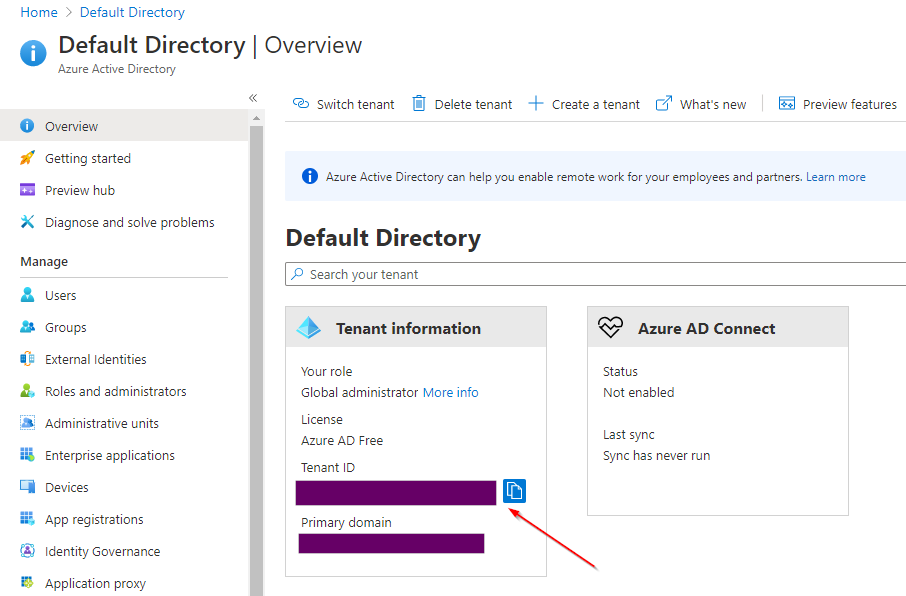 Home > Default Directory
Default Directory | Overview
Azure Active Directory
«
Overview
Getting started
Preview hub
Diagnose and solve problems
Manage
Users
Groups
External Identities
Roles and administrators
Administrative units
Enterprise applications
Devices
App registrations
Identity Governance
Application proxy
Switch tenant Delete tenant Create a tenant What's new Preview features
Azure Active Directory can help you enable remote work for your employees and partners. Learn more
Default Directory
Search your tenant
Tenant information
Your role
Global administrator More info
License
Azure AD Free
Tenant ID
Primary domain
Azure AD Connect
Status
Not enabled
Last sync
Sync has never run